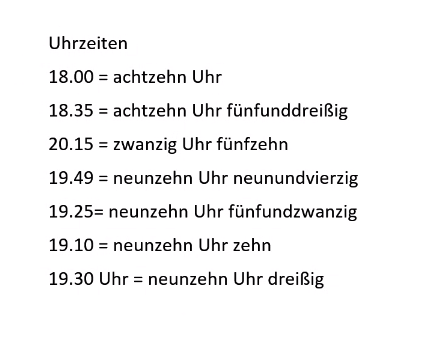 Uhrzeiten
18.00 = achtzehn Uhr
18.35 = achtzehn Uhr fünfunddreißig
20.15 = zwanzig Uhr fünfzehn
19.49 = neunzehn Uhr neunundvierzig
19.25= neunzehn Uhr fünfundzwanzig
19.10 = neunzehn Uhr zehn
19.30 Uhr = neunzehn Uhr dreißig